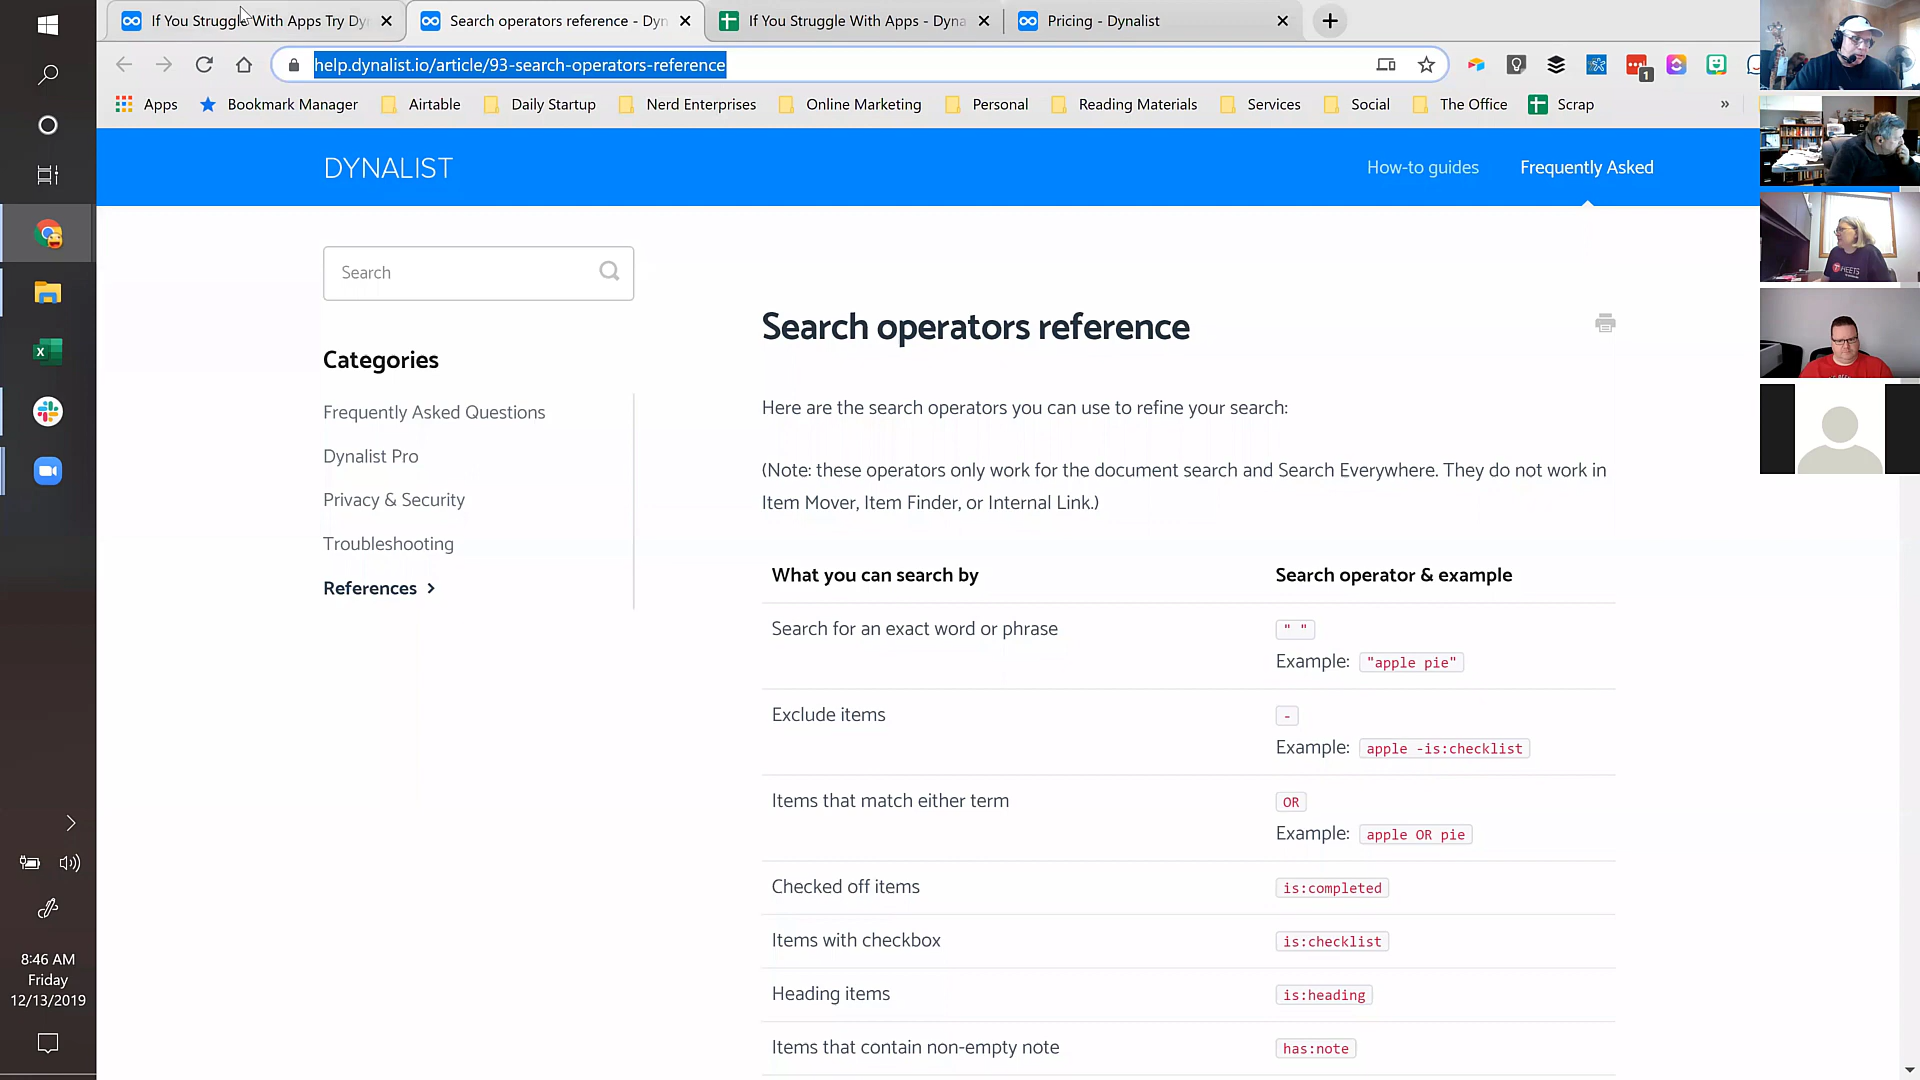 If You Struggle With Apps Try Dy
Search operators reference - Dyn
If You Struggle With Apps - Dyna
Pricing - Dynalist
help.dynalist.io/article/93-search-operators-reference
1
Apps
Bookmark Manager
Airtable
Daily Startup
Nerd Enterprises
Online Marketing
Personal
Reading Materials
Services
Social
The Office
Scrap
»
DYNALIST
How-to guides
Frequently Asked
Search
Categories
Frequently Asked Questions
Dynalist Pro
Privacy & Security
Troubleshooting
References
Search operators reference
Here are the search operators you can use to refine your search:
(Note: these operators only work for the document search and Search Everywhere. They do not work in
Item Mover, Item Finder, or Internal Link.)
What you can search by
Search operator & example
Search for an exact word or phrase
" "
Example: "apple pie"
Exclude items
-
Example: apple -is:checklist
Items that match either term
OR
Example: apple OR pie
Checked off items
is:completed
Items with checkbox
is:checklist
Heading items
is:heading
Items that contain non-empty note
has:note
8:46 AM
Friday
12/13/2019